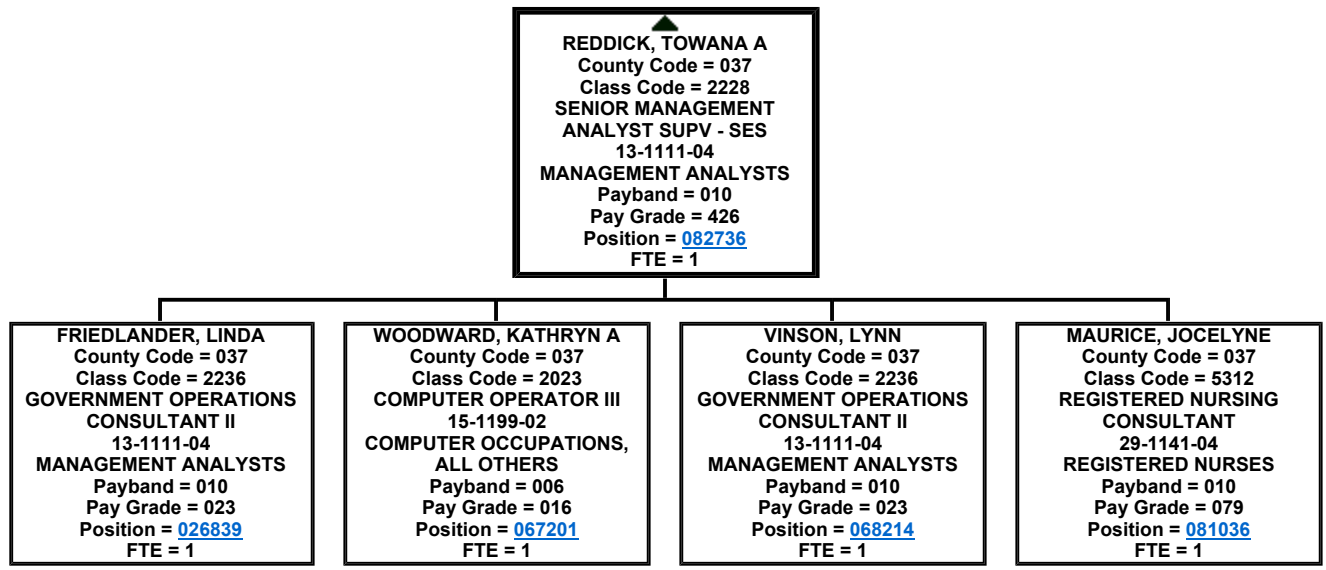 REDDICK, TOWANA A
County Code = 037
Class Code = 2228
SENIOR MANAGEMENT
ANALYST SUPV - SES
13-1111-04
MANAGEMENT ANALYSTS
Payband = 010
Pay Grade = 426
Position = 082736
FTE = 1
FRIEDLANDER, LINDA
County Code = 037
Class Code = 2236
GOVERNMENT OPERATIONS
CONSULTANT II
13-1111-04
MANAGEMENT ANALYSTS
Payband = 010
Pay Grade = 023
Position = 026839
FTE = 1
WOODWARD, KATHRYN A
County Code = 037
Class Code = 2023
COMPUTER OPERATOR III
15-1199-02
COMPUTER OCCUPATIONS,
ALL OTHERS
Payband = 006
Pay Grade = 016
Position = 067201
FTE = 1
VINSON, LYNN
County Code = 037
Class Code = 2236
GOVERNMENT OPERATIONS
CONSULTANT II
13-1111-04
MANAGEMENT ANALYSTS
Payband = 010
Pay Grade = 023
Position = 068214
FTE = 1
MAURICE, JOCELYNE
County Code = 037
Class Code = 5312
REGISTERED NURSING
CONSULTANT
29-1141-04
REGISTERED NURSES
Payband = 010
Pay Grade = 079
Position = 081036
FTE = 1